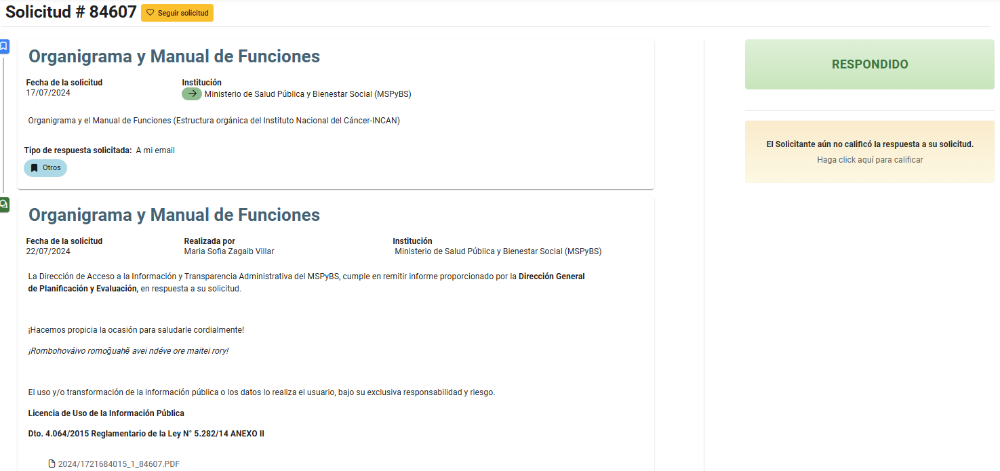 Solicitud # 84607
Seguir solicitud
Organigrama y Manual de Funciones
Fecha de la solicitud
17/07/2024
Institución
Ministerio de Salud Pública y Bienestar Social (MSPyBS)
Organigrama y el Manual de Funciones (Estructura orgánica del Instituto Nacional del Cáncer-INCAN)
Tipo de respuesta solicitada: A mi email
Otros
Organigrama y Manual de Funciones
Fecha de la solicitud
22/07/2024
Realizada por
Maria Sofia Zagaib Villar
Institución
Ministerio de Salud Pública y Bienestar Social (MSPyBS)
La Dirección de Acceso a la Información y Transparencia Administrativa del MSPyBS, cumple en remitir informe proporcionado por la Dirección General
de Planificación y Evaluación, en respuesta a su solicitud.
¡Hacemos propicia la ocasión para saludarle cordialmente!
¡Rombohováivo romog̃uahẽ avei ndéve ore maitei rory!
El uso y/o transformación de la información pública o los datos lo realiza el usuario, bajo su exclusiva responsabilidad y riesgo.
Licencia de Uso de la Información Pública
Dto. 4.064/2015 Reglamentario de la Ley N° 5.282/14 ANEXO II
2024/1721684015_1_84607.PDF
RESPONDIDO
El Solicitante aún no calificó la respuesta a su solicitud.
Haga click aquí para calificar